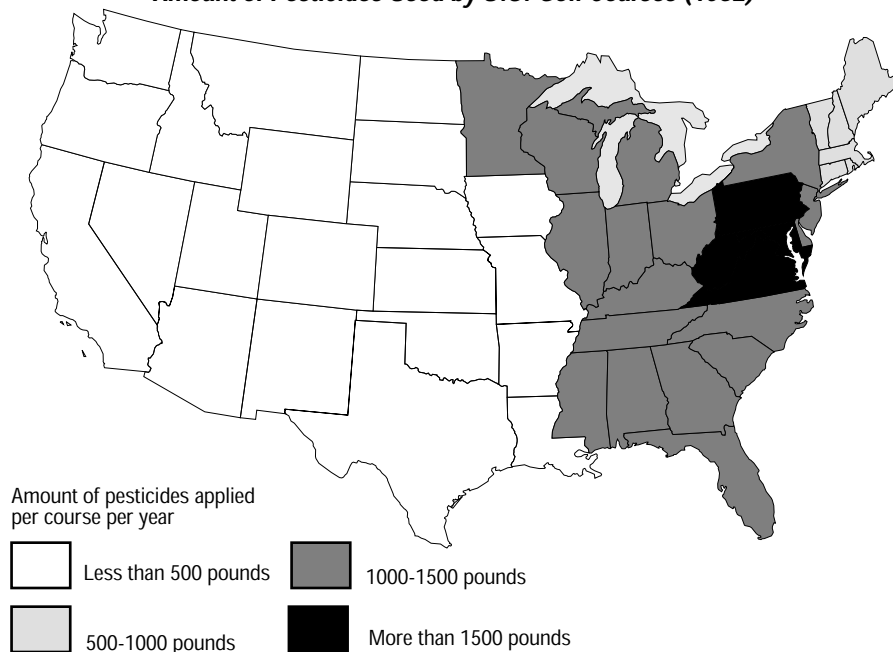 Amount of Pesticides Used by U.S. Golf Courses (1982)
Amount of pesticides applied
per course per year
Less than 500 pounds
1000-1500 pounds
500-1000 pounds
More than 1500 pounds